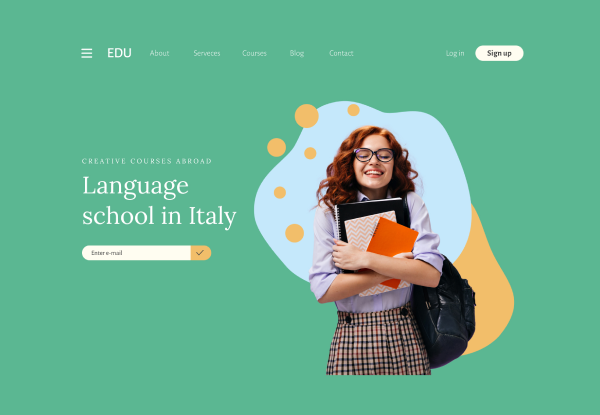 EDU About Serveces Courses Blog Contact Log in Sign up
CREATIVE COURSES ABROAD
Language
school in Italy
Enter e-mail